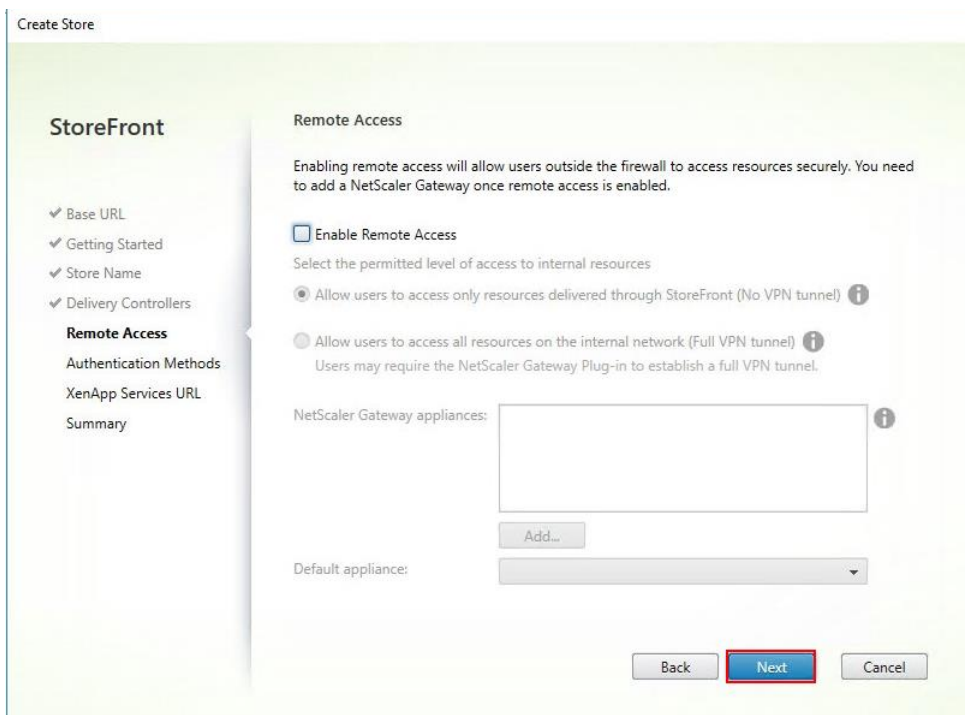 Create Store
StoreFront
✔ Base URL
✔ Getting Started
✔ Store Name
✔ Delivery Controllers
Remote Access
Authentication Methods
XenApp Services URL
Summary
Remote Access
Enabling remote access will allow users outside the firewall to access resources securely. You need
to add a NetScaler Gateway once remote access is enabled.
Enable Remote Access
Select the permitted level of access to internal resources
Allow users to access only resources delivered through StoreFront (No VPN tunnel)
Allow users to access all resources on the internal network (Full VPN tunnel)
Users may require the NetScaler Gateway Plug-in to establish a full VPN tunnel.
NetScaler Gateway appliances:
Add...
Default appliance:
Back Next Cancel